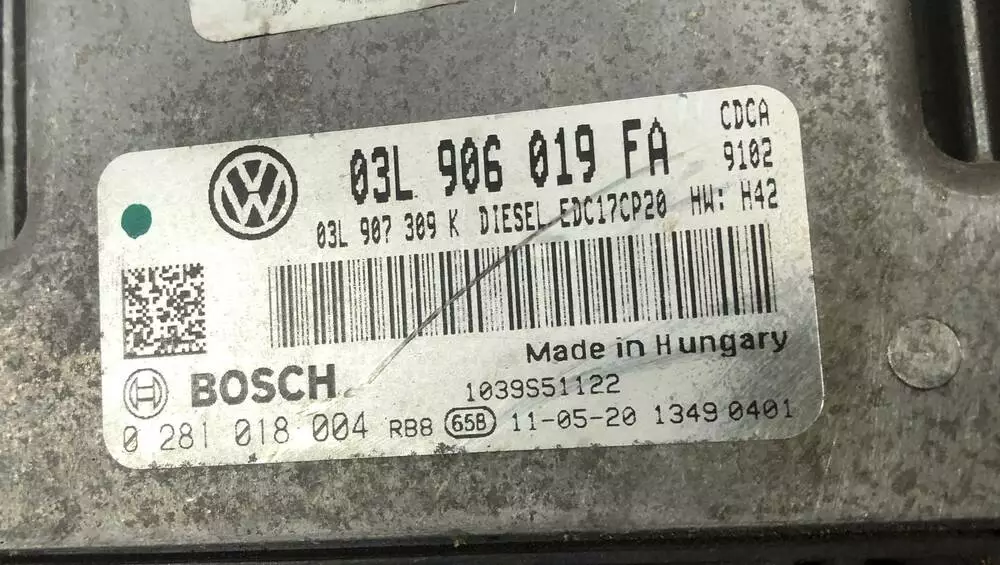 CDCA
03L 906 019 FA 9102
03L 907 309 K DIESEL EDC17CP20 HW: H42
Made in Hungary
BOSCH 1039S51122
0 281 018 004 RB8 65B 11-05-20 1349 0401